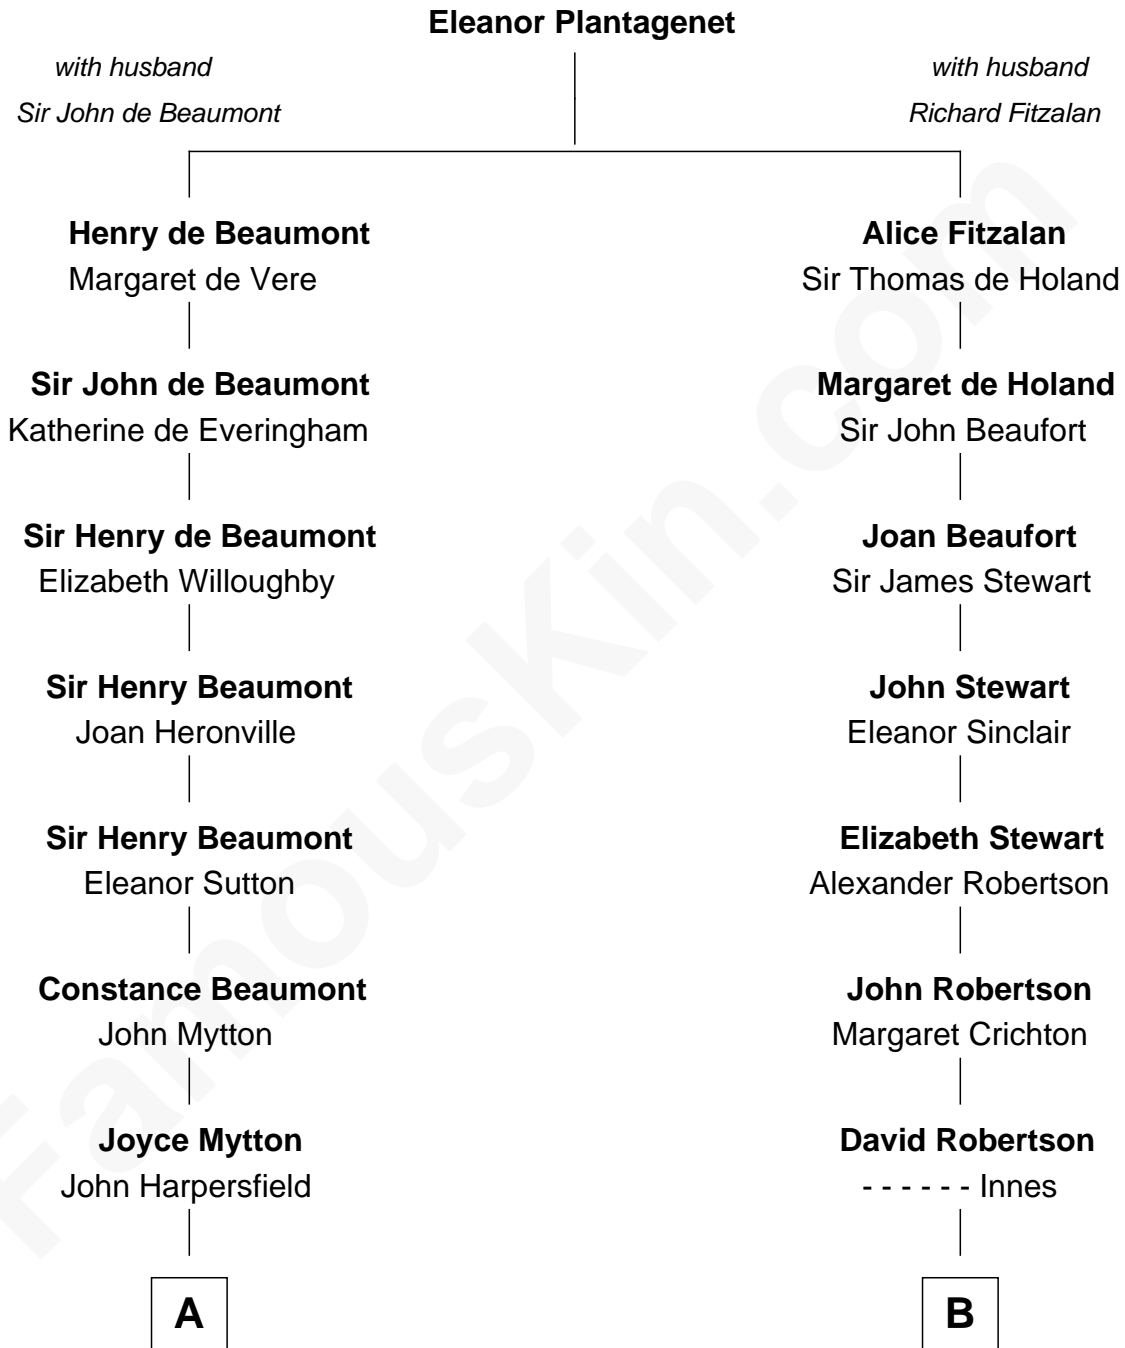 Eleanor Plantagenet
with husband
Sir John de Beaumont
with husband
Richard Fitzalan
Henry de Beaumont
Margaret de Vere
Sir John de Beaumont
Katherine de Everingham
Sir Henry de Beaumont
Elizabeth Willoughby
Sir Henry Beaumont
Joan Heronville
Sir Henry Beaumont
Eleanor Sutton
Constance Beaumont
John Mytton
Joyce Mytton
John Harpersfield
A
Alice Fitzalan
Sir Thomas de Holand
Margaret de Holand
Sir John Beaufort
Joan Beaufort
Sir James Stewart
John Stewart
Eleanor Sinclair
Elizabeth Stewart
Alexander Robertson
John Robertson
Margaret Crichton
David Robertson
- - - - - - Innes
B
FamousKin.com